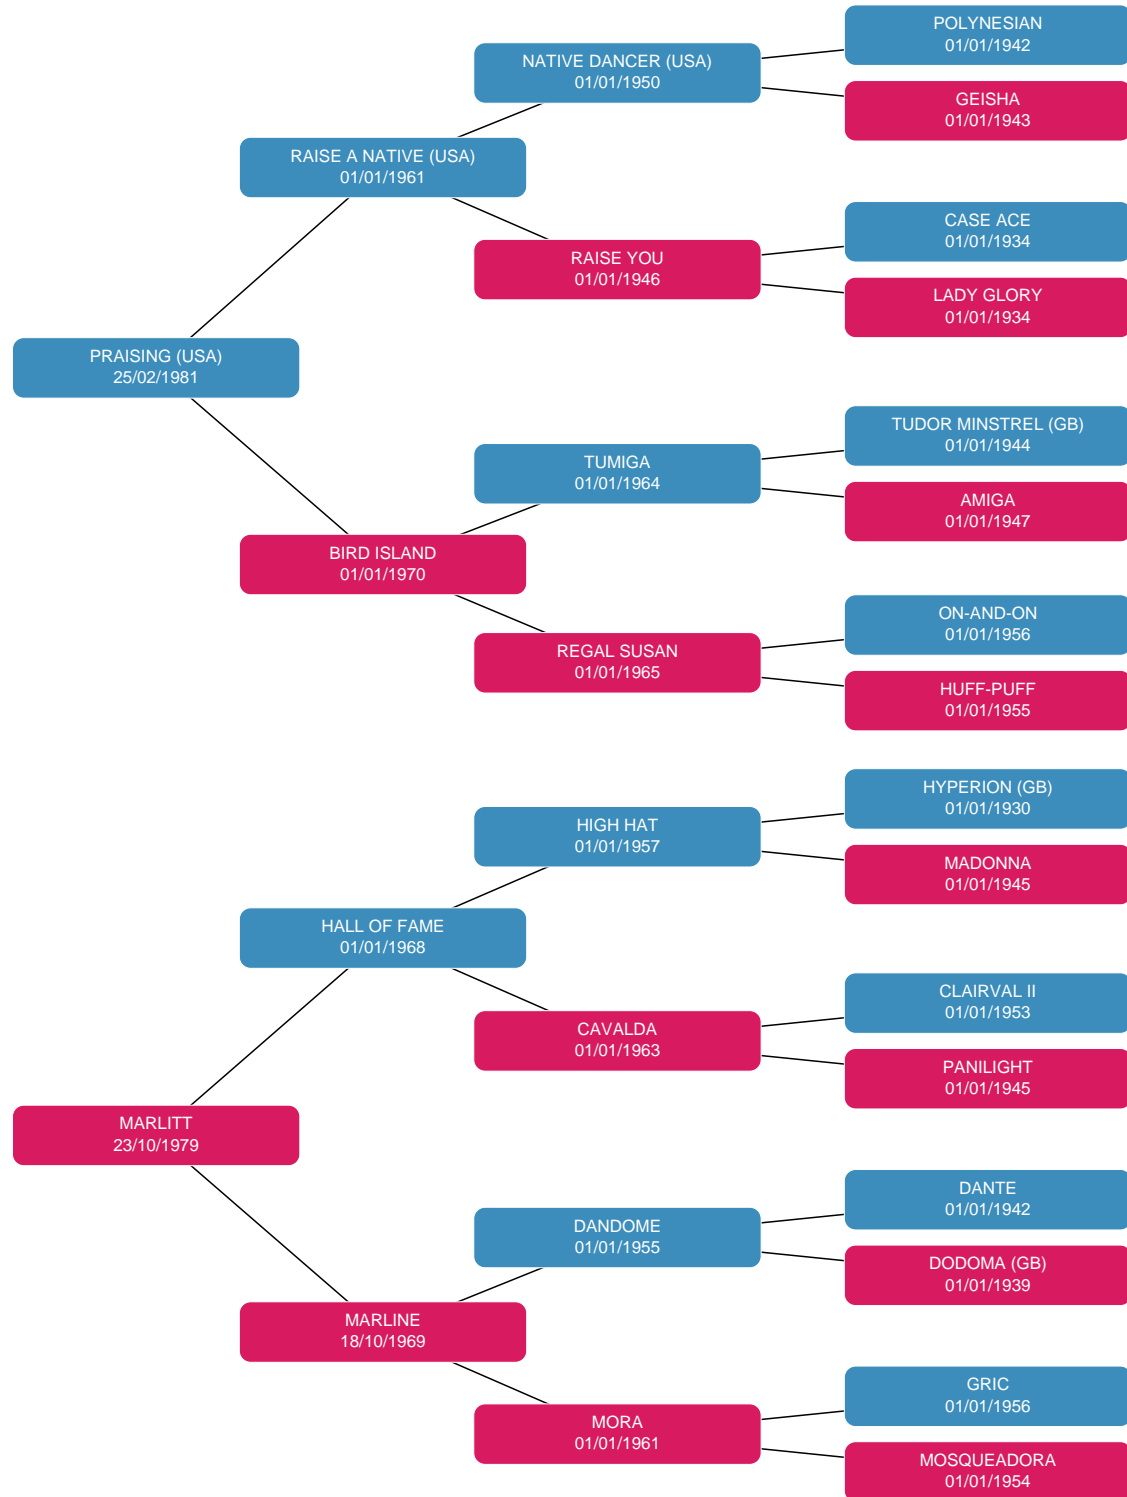 POLYNESIAN
01/01/1942
NATIVE DANCER (USA)
01/01/1950
GEISHA
01/01/1943
RAISE A NATIVE (USA)
01/01/1961
CASE ACE
01/01/1934
RAISE YOU
01/01/1946
LADY GLORY
01/01/1934
PRAISING (USA)
25/02/1981
TUDOR MINSTREL (GB)
01/01/1944
TUMIGA
01/01/1964
AMIGA
01/01/1947
BIRD ISLAND
01/01/1970
ON-AND-ON
01/01/1956
REGAL SUSAN
01/01/1965
HUFF-PUFF
01/01/1955
HYPERION (GB)
01/01/1930
HIGH HAT
01/01/1957
MADONNA
01/01/1945
HALL OF FAME
01/01/1968
CLAIRVAL II
01/01/1953
CAVALDA
01/01/1963
PANILIGHT
01/01/1945
MARLITT
23/10/1979
DANTE
01/01/1942
DANDOME
01/01/1955
DODOMA (GB)
01/01/1939
MARLINE
18/10/1969
GRIC
01/01/1956
MORA
01/01/1961
MOSQUEADORA
01/01/1954